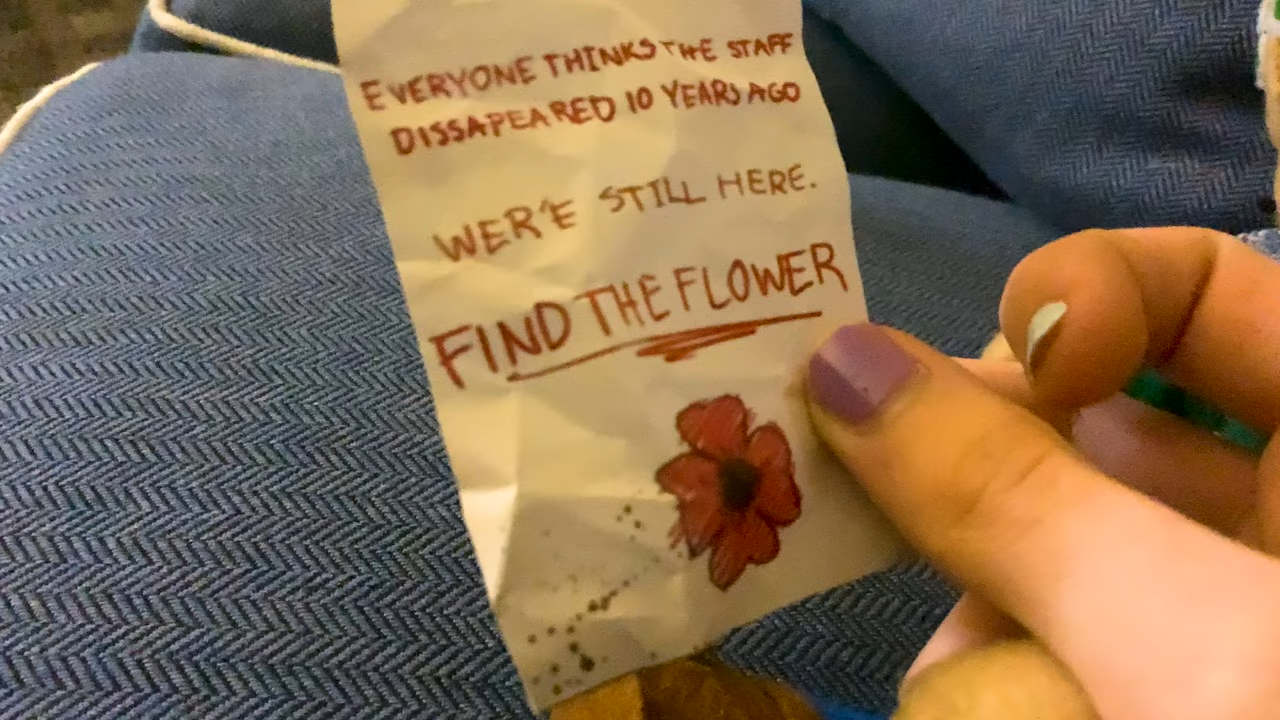 EVERYONE THINKS THE STAFF
DISSAPEARED 10 YEARS AGO
WER'E STILL HERE.
FIND THE FLOWER